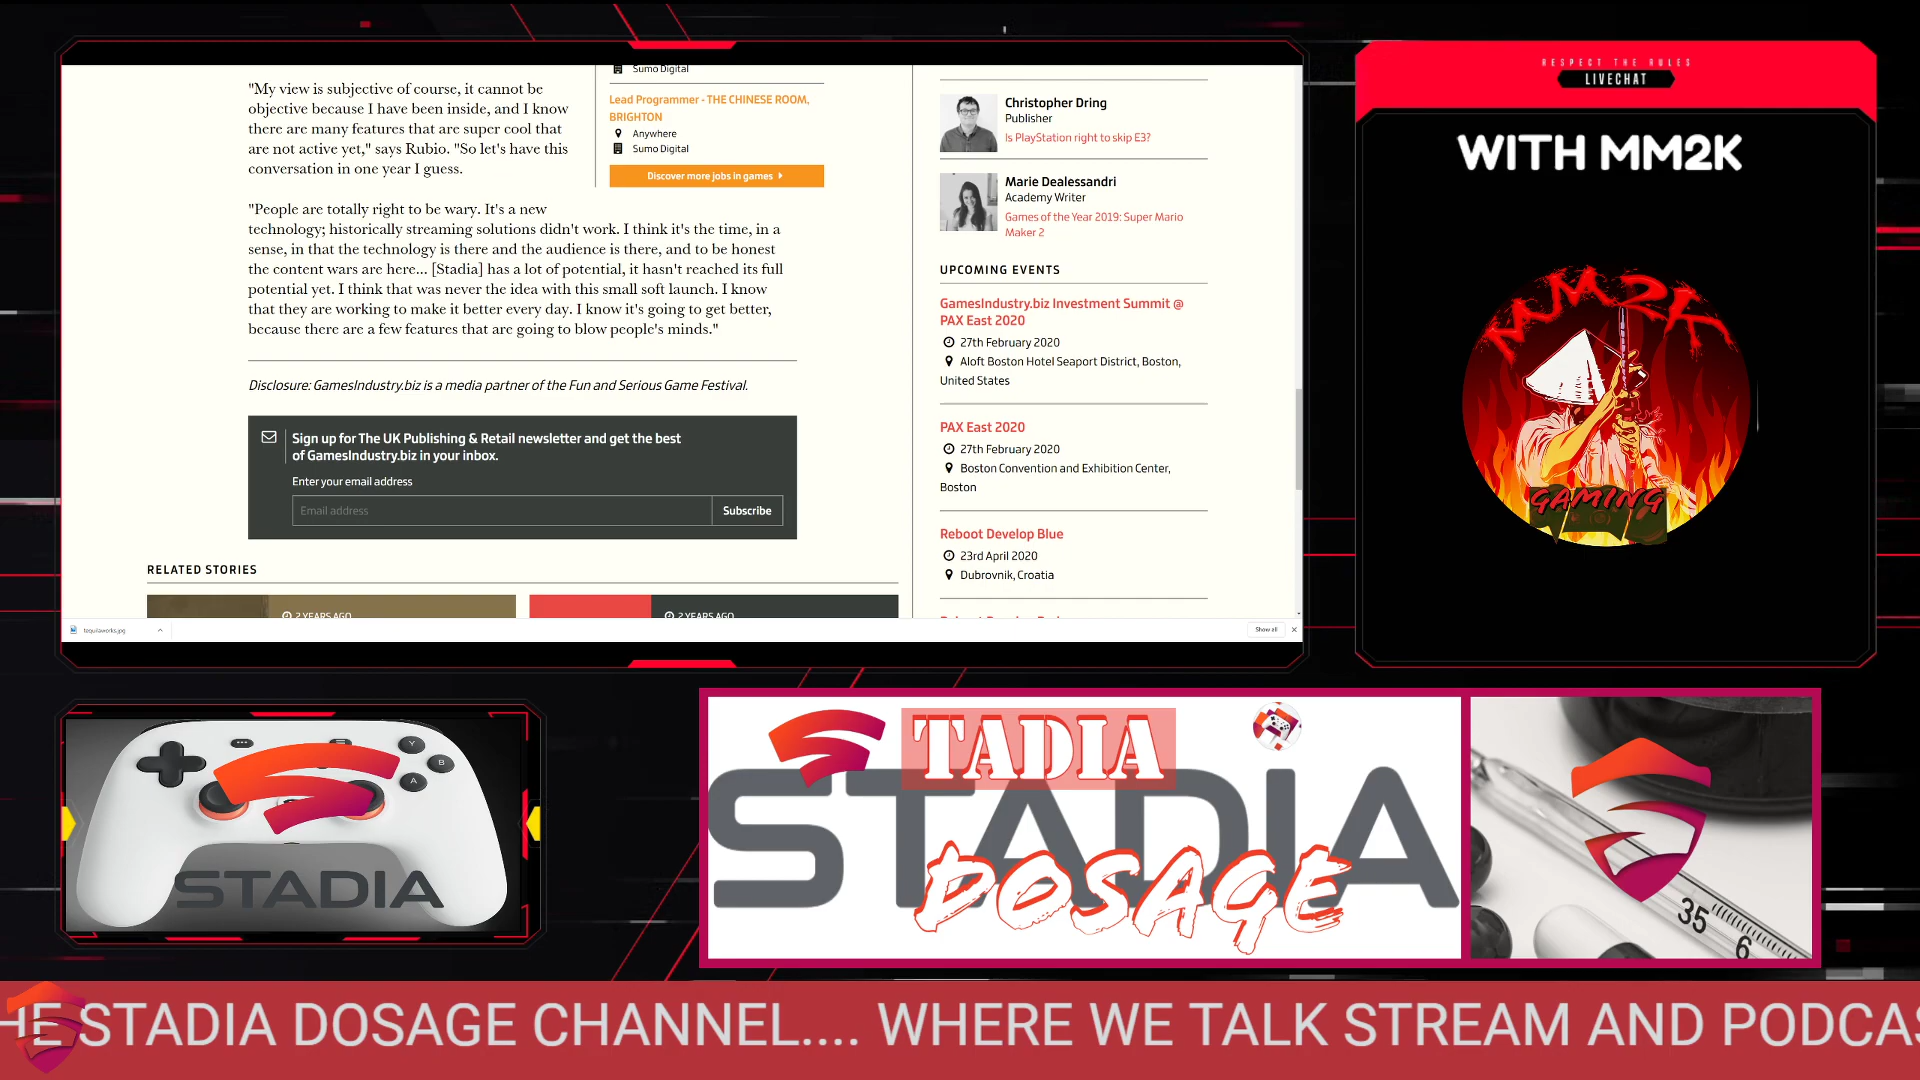 Sumo Digital
"My view is subjective of course, it cannot be
objective because I have been inside, and I know
there are many features that are super cool that
are not active yet," says Rubio. "So let's have this
conversation in one year I guess.
"People are totally right to be wary. It's a new
technology; historically streaming solutions didn't work. I think it's the time, in a
sense, in that the technology is there and the audience is there, and to be honest
the content wars are here... [Stadia] has a lot of potential, it hasn't reached its full
potential yet. I think that was never the idea with this small soft launch. I know
that they are working to make it better every day. I know it's going to get better,
because there are a few features that are going to blow people's minds."
Lead Programmer - THE CHINESE ROOM,
BRIGHTON
Anywhere
Sumo Digital
Discover more jobs in games
Disclosure: GamesIndustry.biz is a media partner of the Fun and Serious Game Festival.
Sign up for The UK Publishing & Retail newsletter and get the best
of GamesIndustry.biz in your inbox.
Enter your email address
Email address
Subscribe
RELATED STORIES
2 YEARS AGO
2 YEARS AGO
Christopher Dring
Publisher
Is PlayStation right to skip E3?
Marie Dealessandri
Academy Writer
Games of the Year 2019: Super Mario
Maker 2
UPCOMING EVENTS
GamesIndustry.biz Investment Summit @
PAX East 2020
27th February 2020
Aloft Boston Hotel Seaport District, Boston,
United States
PAX East 2020
27th February 2020
Boston Convention and Exhibition Center,
Boston
Reboot Develop Blue
23rd April 2020
Dubrovnik, Croatia
tequilaworks.jpg
Show all
RESPECT THE RULES
LIVECHAT
WITH MM2K
MM2K
GAMING
Y
B
A
STADIA
TADIA
STADIA
DOSAGE
35
6
HE STADIA DOSAGE CHANNEL.... WHERE WE TALK STREAM AND PODCAS